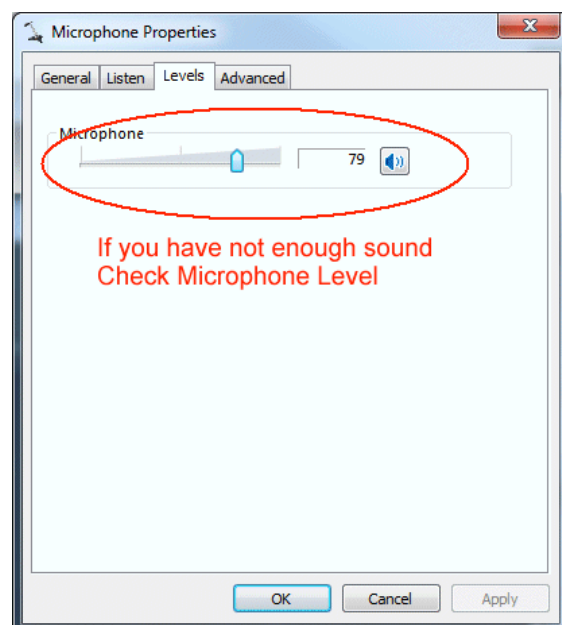 Microphone Properties
General Listen Levels Advanced
Microphone
79
If you have not enough sound
Check Microphone Level
OK Cancel Apply